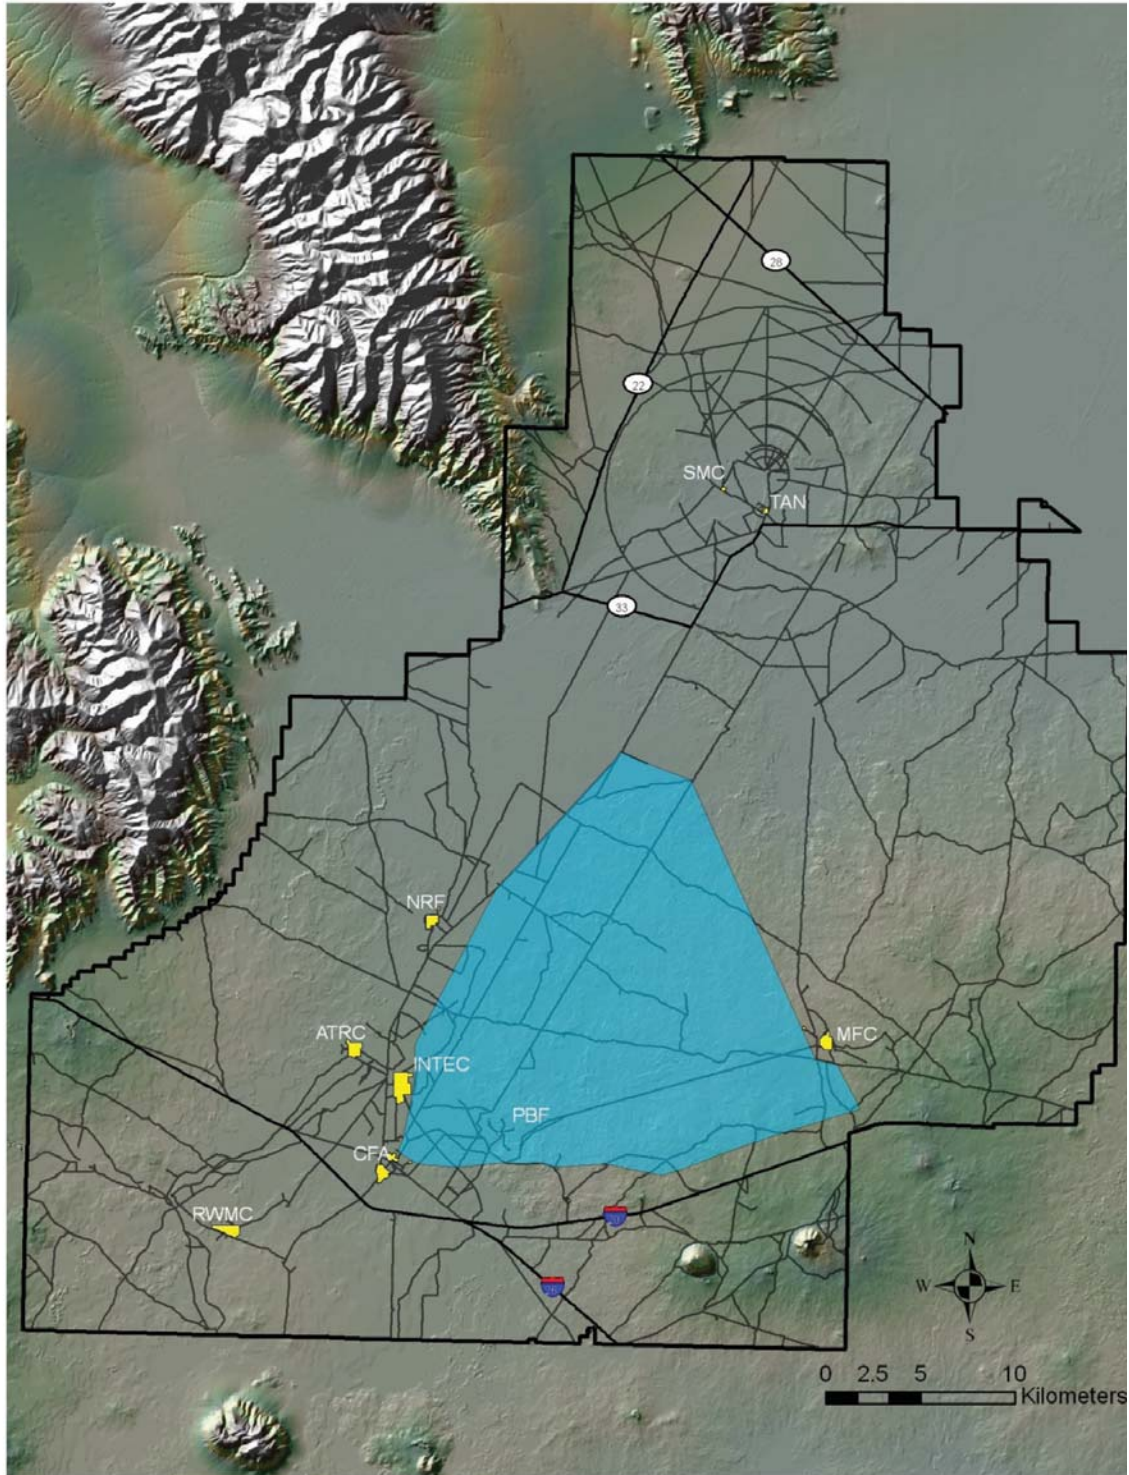 28
22
SMC
TAN
33
NRF
ATRC
MFC
INTEC
PBF
CFA
RWMC
N
W E
S
0 2.5 5 10
Kilometers